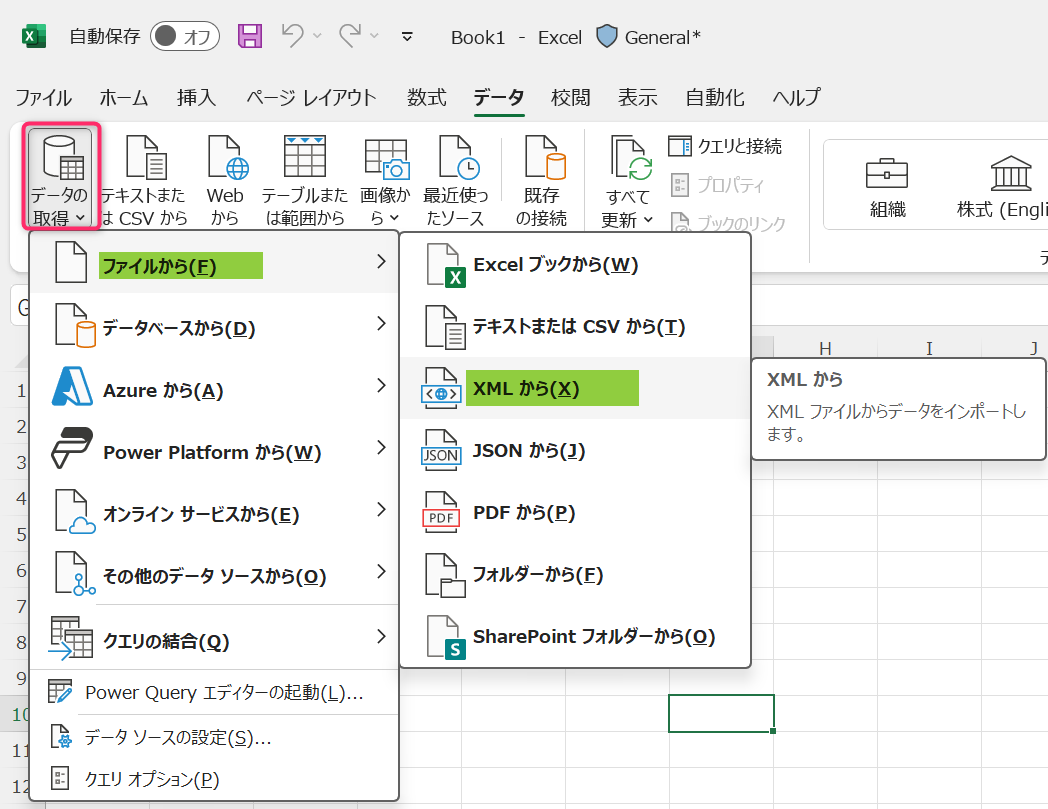 自動保存 オフ Book1 - Excel General*
ファイル ホーム 挿入 ページ レイアウト 数式 データ 校閲 表示 自動化 ヘルプ
データの
取得
テキストまた
は CSV から
Web
から
テーブルまた
は範囲から
画像か
ら
最近使っ
たソース
既存
の接続
すべて
更新
クエリと接続
プロパティ
ブックのリンク
組織
株式 (Engli
ファイルから(F)
データベースから(D)
Azure から(A)
Power Platform から(W)
オンライン サービスから(E)
その他のデータ ソースから(O)
クエリの結合(Q)
Power Query エディターの起動(L)...
データ ソースの設定(S)...
クエリ オプション(P)
Excel ブックから(W)
テキストまたは CSV から(T)
XML から(X)
JSON
JSON から(J)
PDF
PDF から(P)
フォルダーから(F)
SharePoint フォルダーから(O)
XML から
XML ファイルからデータをインポートし
ます。
H I J
1
2
3
4
5
6
7
8
9
10
11
12